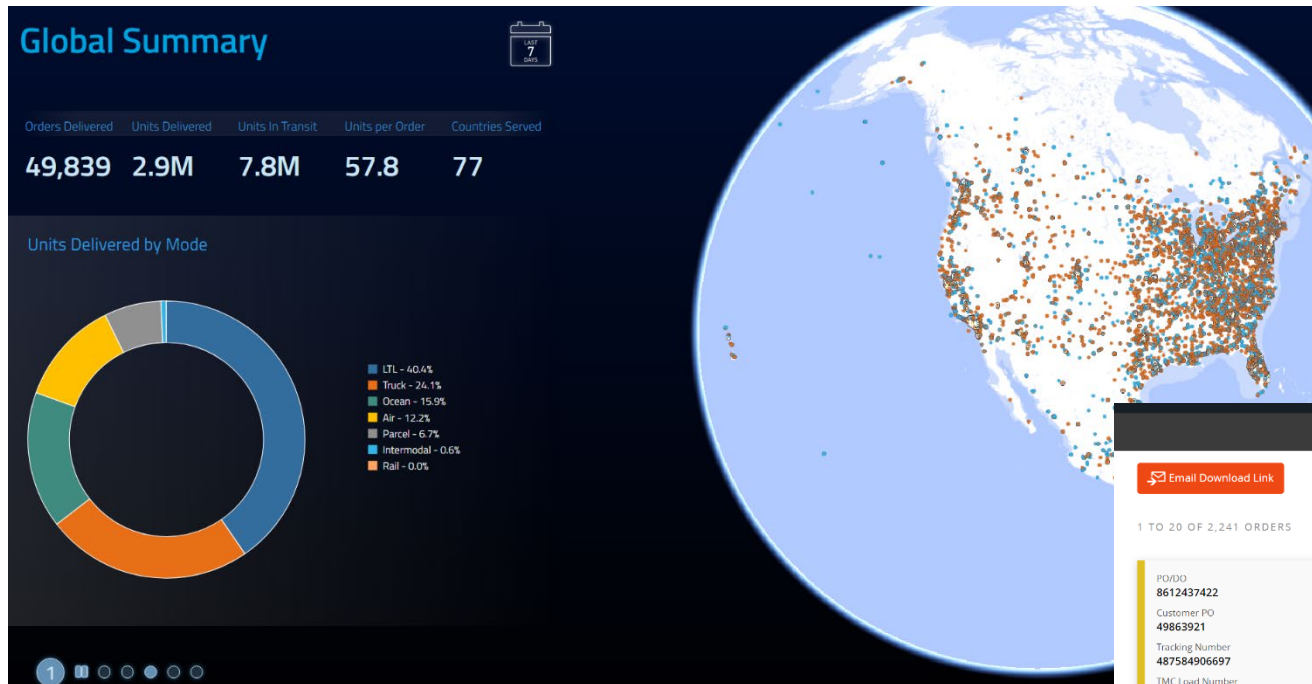 Global Summary
LAST
7
DAYS
Orders Delivered Units Delivered Units In Transit Units per Order Countries Served
49,839 2.9M 7.8M 57.8 77
Units Delivered by Mode
LTL - 40.4%
Truck - 24.1%
Ocean - 15.9%
Air - 12.2%
Parcel - 6.7%
Intermodal - 0.6%
Rail - 0.0%
1
Email Download Link
1 TO 20 OF 2,241 ORDERS
PO/DO
8612437422
Customer PO
49863921
Tracking Number
487584906697
TMC Load Number